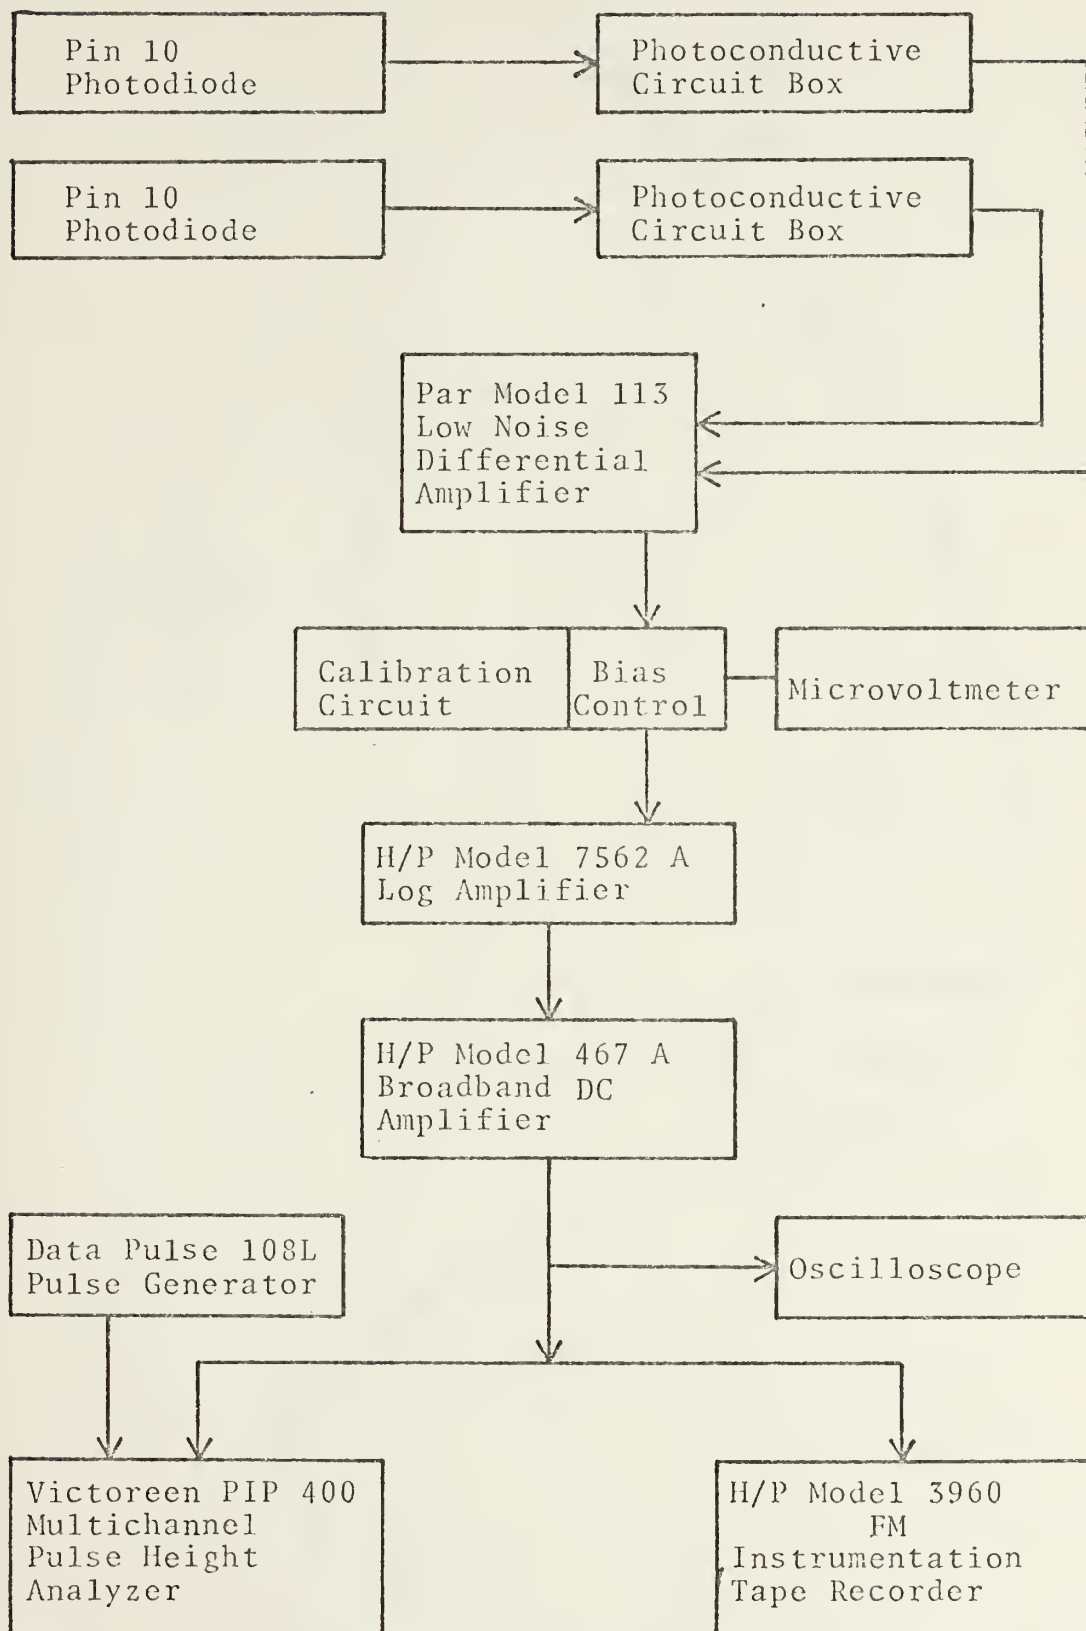 Pin 10
Photodiode
Photoconductive
Circuit Box
Pin 10
Photodiode
Photoconductive
Circuit Box
Par Model 113
Low Noise
Differential
Amplifier
Calibration
Circuit
Bias
Control
Microvoltmeter
H/P Model 7562 A
Log Amplifier
H/P Model 467 A
Broadband DC
Amplifier
Data Pulse 108L
Pulse Generator
Oscilloscope
Victoreen PIP 400
Multichannel
Pulse Height
Analyzer
H/P Model 3960
FM
Instrumentation
Tape Recorder